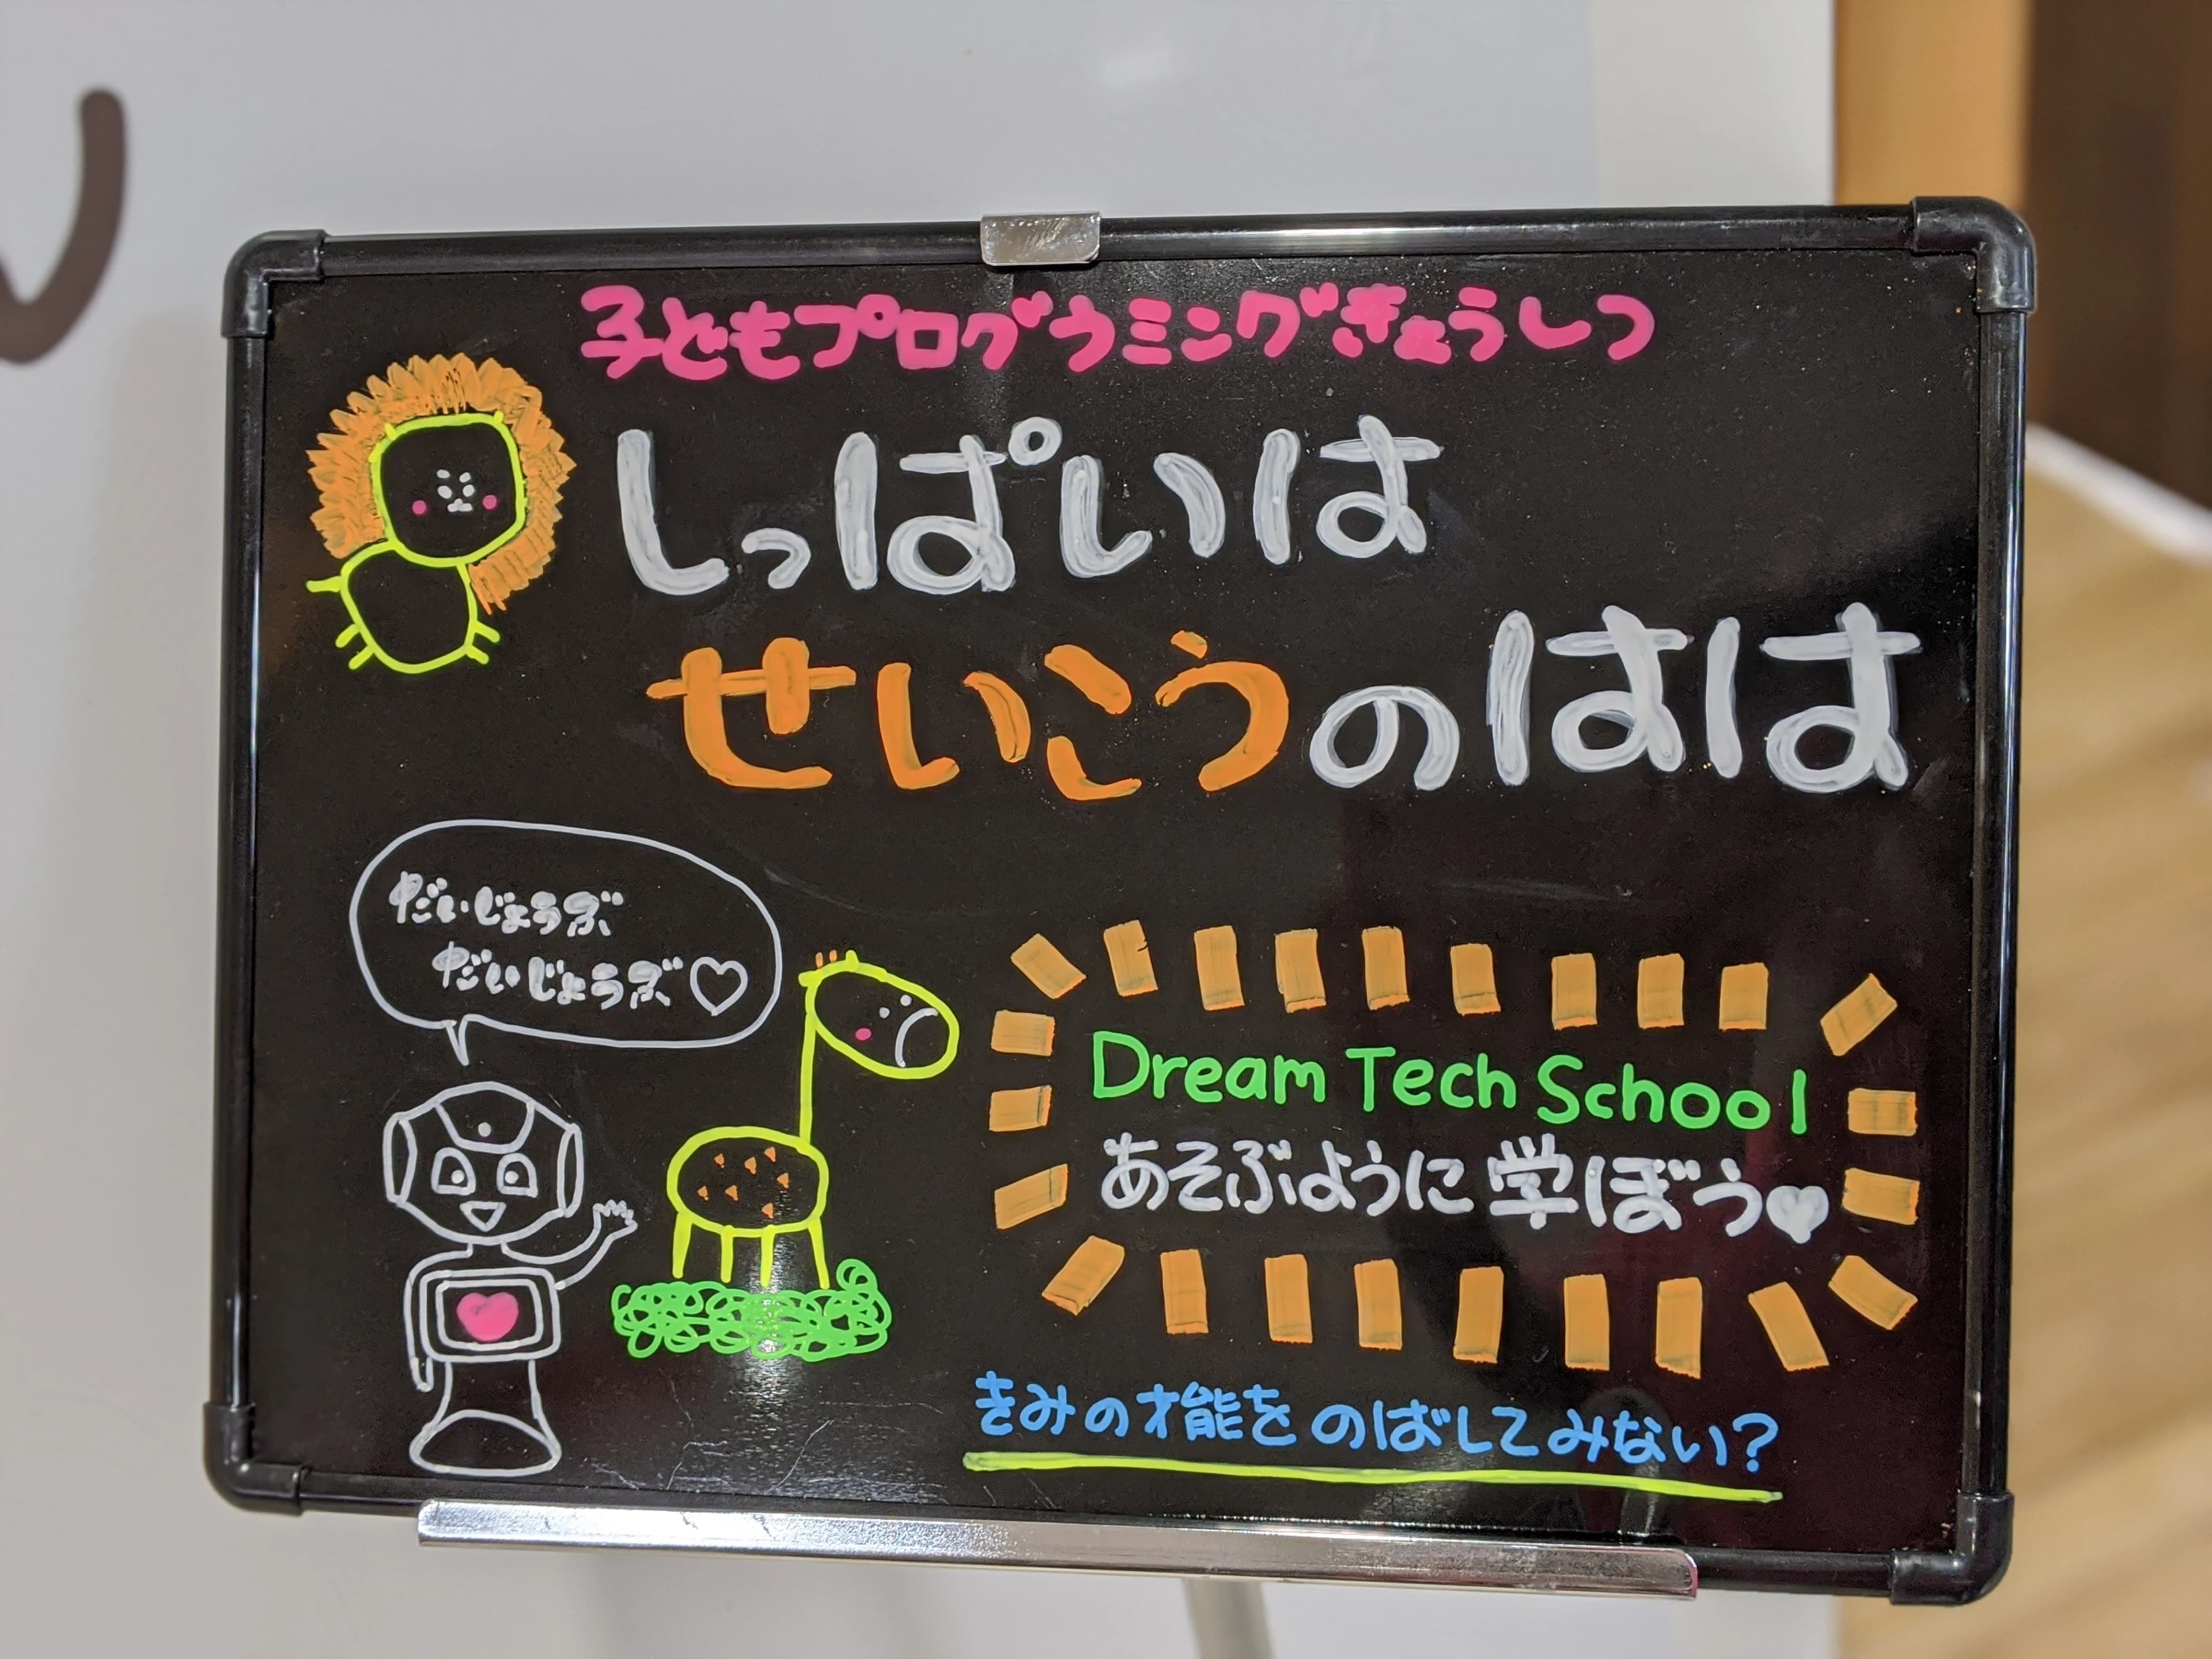 子どもプログラミングきょうしつ
しっぱいは
せいこうのはは
だいじょうぶ
だいじょうぶ♡
Dream Tech School
あそぶように学ぼう♥
きみの才能をのばしてみない?